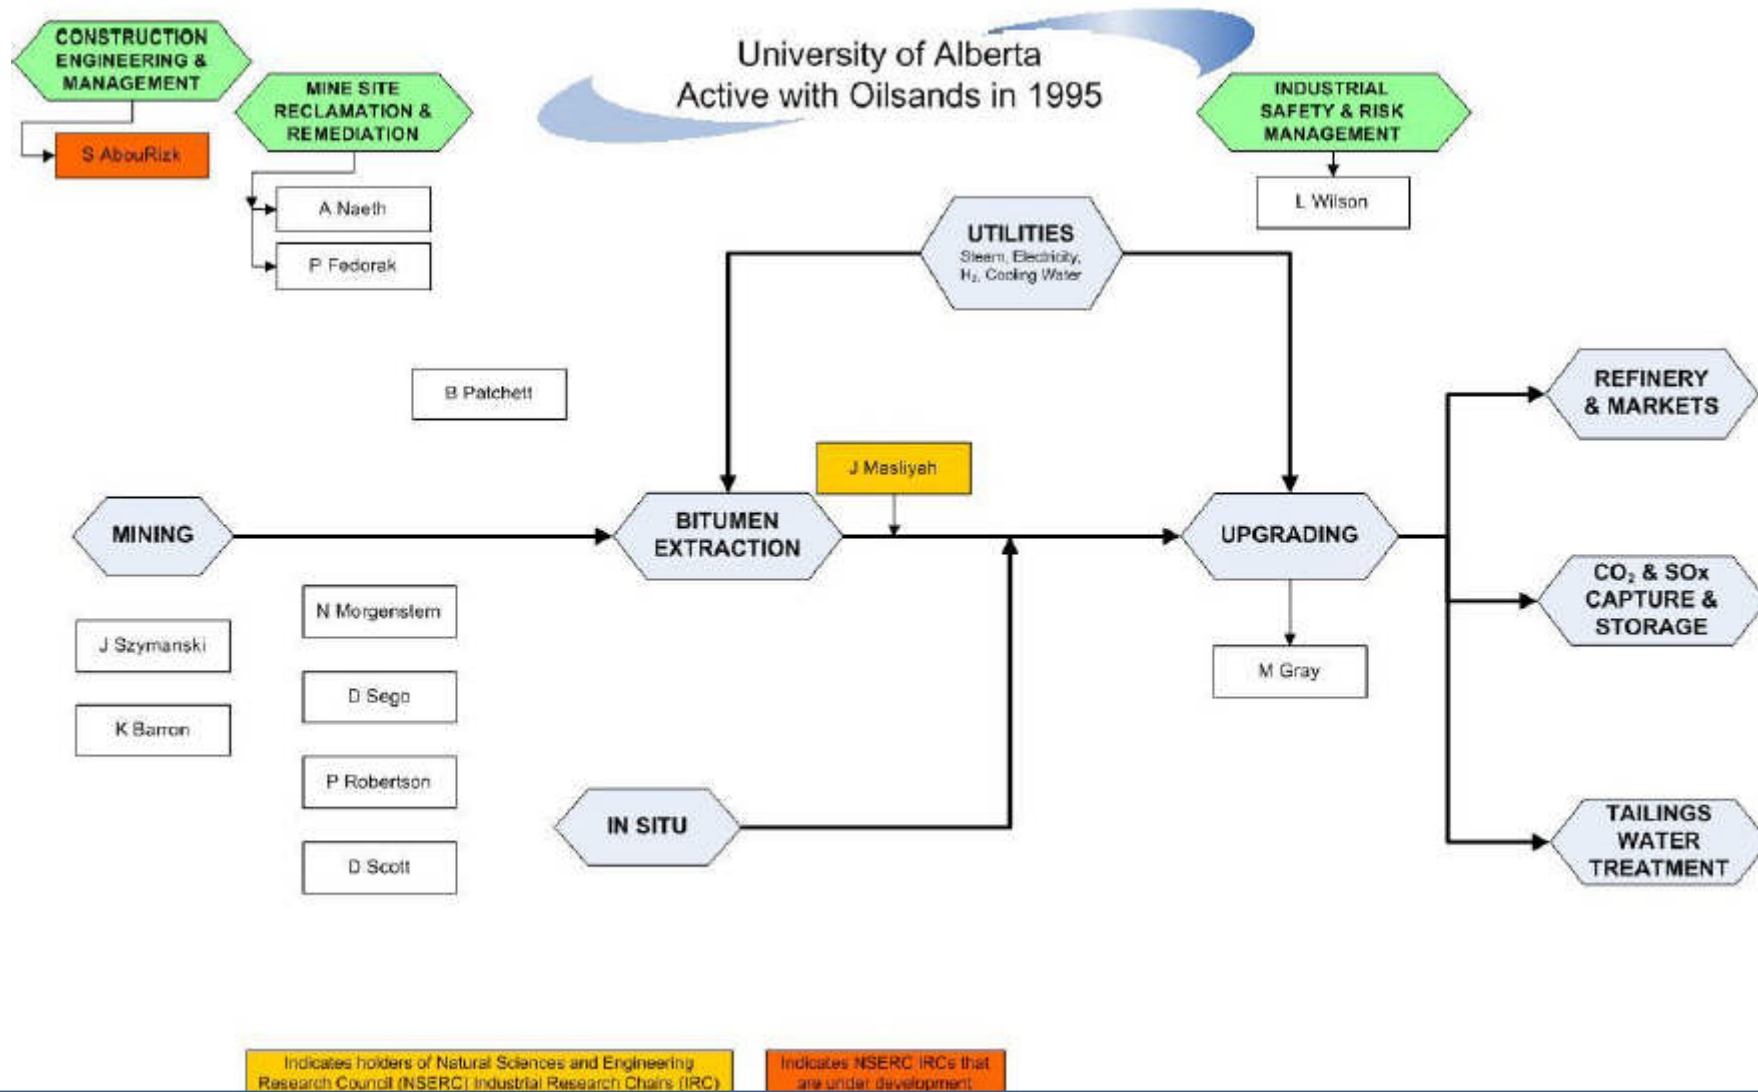 University of Alberta
Active with Oilsands in 1995
CONSTRUCTION
ENGINEERING &
MANAGEMENT
S AbouRizk
MINE SITE
RECLAMATION &
REMEDIATION
A Naeth
P Fedorak
INDUSTRIAL
SAFETY & RISK
MANAGEMENT
L Wilson
UTILITIES
Steam, Electricity,
H₂, Cooling Water
B Patchett
J Masliyah
REFINERY
& MARKETS
MINING
BITUMEN
EXTRACTION
UPGRADING
CO₂ & SOx
CAPTURE &
STORAGE
J Szymanski
K Barron
N Morgenstern
D Sego
P Robertson
D Scott
M Gray
IN SITU
TAILINGS
WATER
TREATMENT
Indicates holders of Natural Sciences and Engineering
Research Council (NSERC) Industrial Research Chairs (IRC)
Indicates NSERC IRCs that
are under development